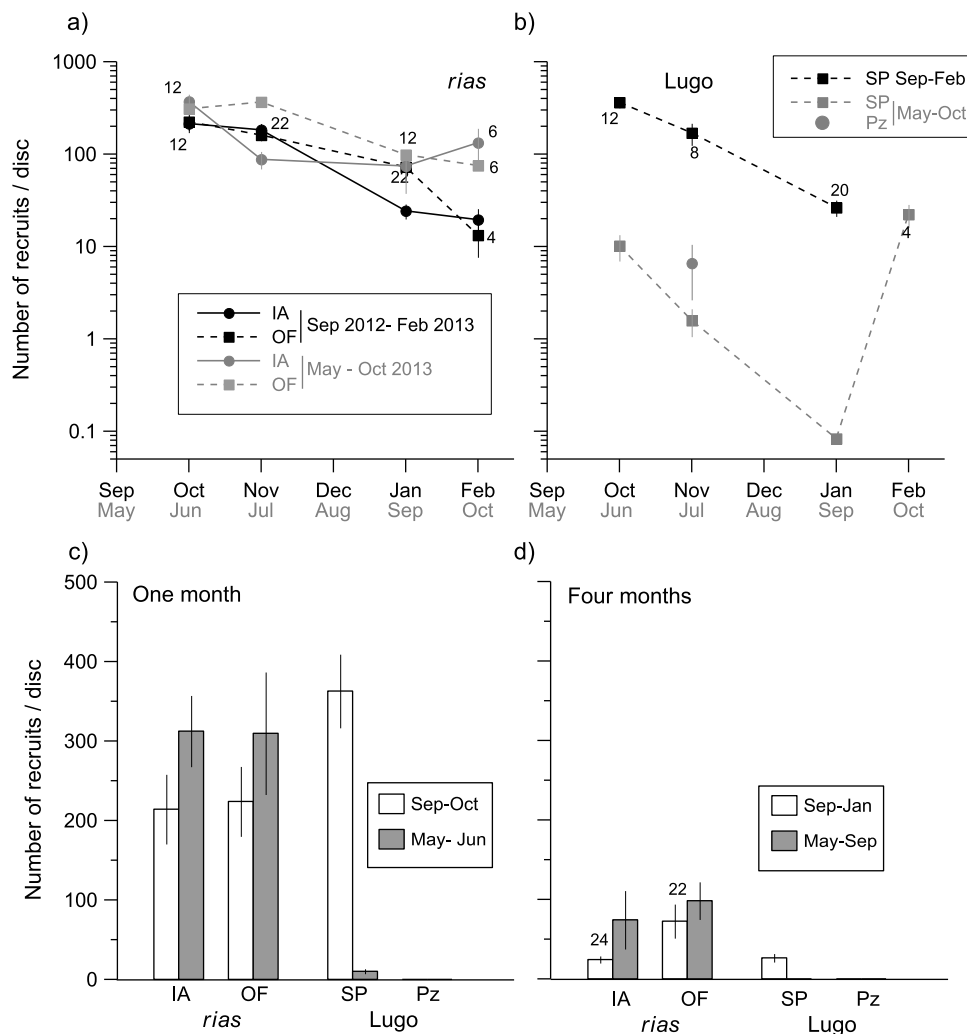 a)
b)
rias
Lugo
SP Sep-Feb
SP
Pz
May-Oct
Number of recruits / disc
1000
100
10
1
0.1
12
12
22
12
22
6
6
4
12
8
20
4
IA
OF
Sep 2012- Feb 2013
IA
OF
May - Oct 2013
Sep Oct Nov Dec Jan Feb
May Jun Jul Aug Sep Oct
Sep Oct Nov Dec Jan Feb
May Jun Jul Aug Sep Oct
c)
d)
One month
Four months
Number of recruits / disc
500
400
300
200
100
0
Sep-Oct
May- Jun
Sep-Jan
May-Sep
24
22
IA OF SP Pz
rias Lugo
IA OF SP Pz
rias Lugo